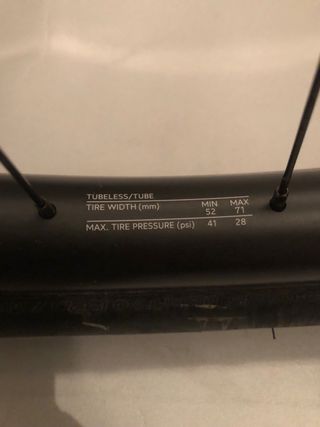 TUBELESS/TUBE
TIRE WIDTH (mm) MIN 52 MAX 71
MAX. TIRE PRESSURE (psi) 41 28